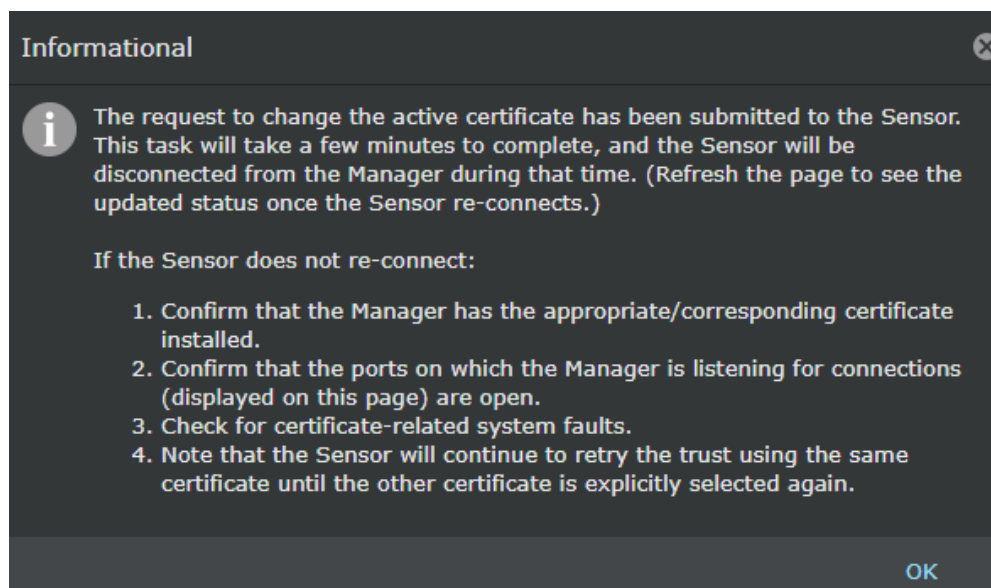 Informational
The request to change the active certificate has been submitted to the Sensor.
This task will take a few minutes to complete, and the Sensor will be
disconnected from the Manager during that time. (Refresh the page to see the
updated status once the Sensor re-connects.)
If the Sensor does not re-connect:
1. Confirm that the Manager has the appropriate/corresponding certificate
installed.
2. Confirm that the ports on which the Manager is listening for connections
(displayed on this page) are open.
3. Check for certificate-related system faults.
4. Note that the Sensor will continue to retry the trust using the same
certificate until the other certificate is explicitly selected again.
OK